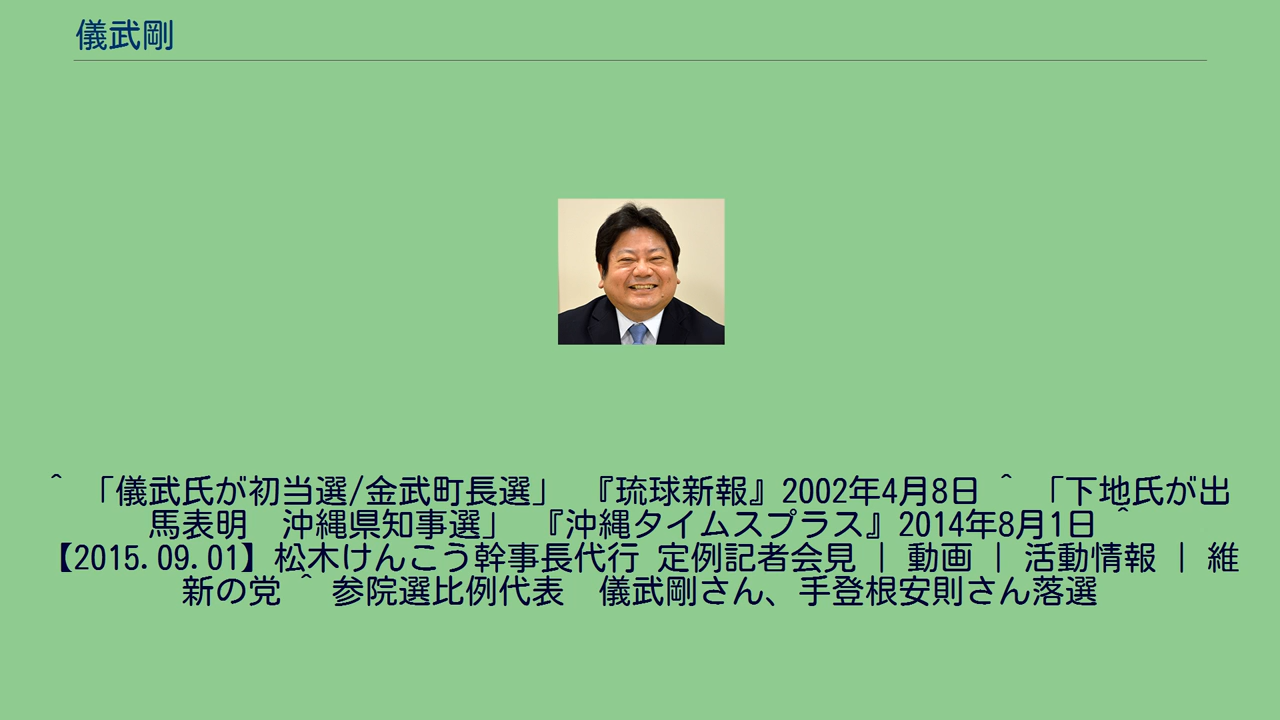 儀武剛
^ 「儀武氏が初当選/金武町長選」 『琉球新報』2002年4月8日 ^ 「下地氏が出
馬表明　沖縄県知事選」 『沖縄タイムスプラス』2014年8月1日 ^
【2015.09.01】松木けんこう幹事長代行 定例記者会見 | 動画 | 活動情報 | 維
新の党 ^ 参院選比例代表　儀武剛さん、手登根安則さん落選